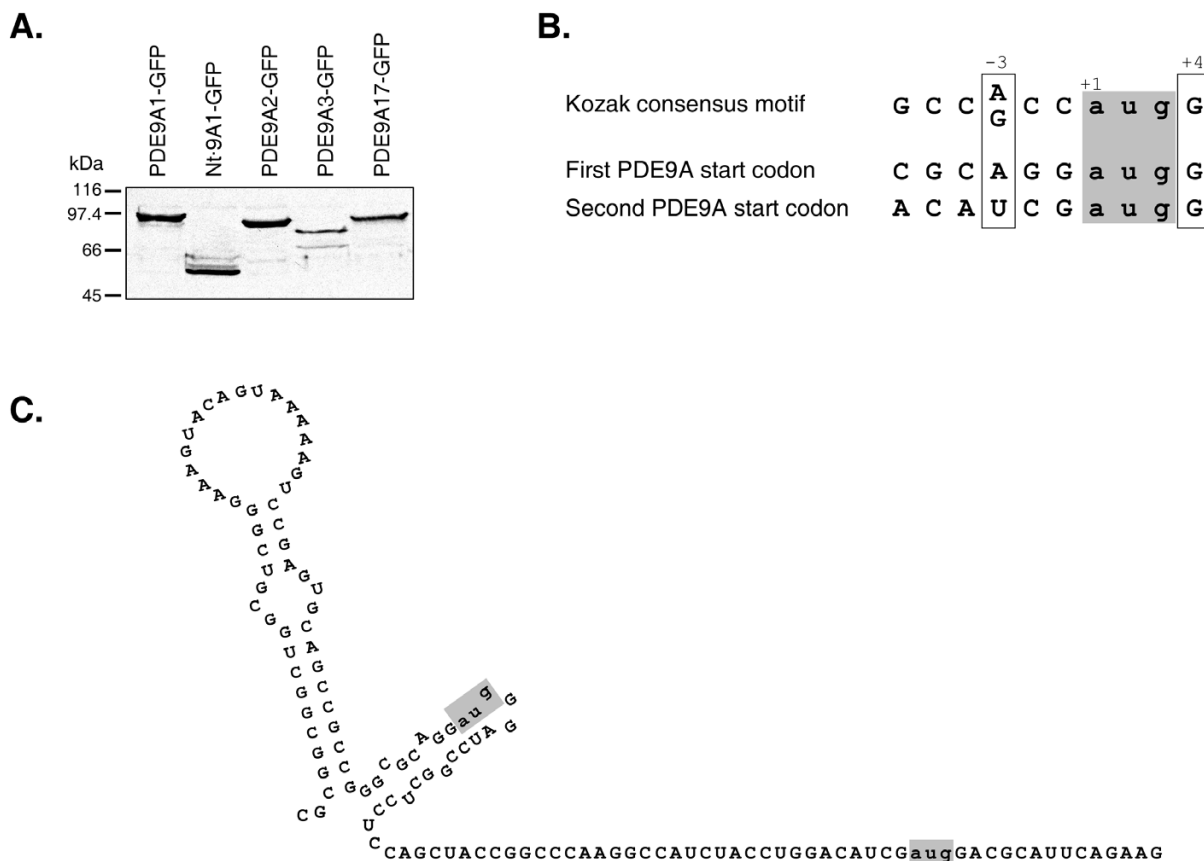 A.
PDE9A1-GFP
Nt-9A1-GFP
PDE9A2-GFP
PDE9A3-GFP
PDE9A17-GFP
kDa
116
97.4
66
45
B.
-3
+1
+4
Kozak consensus motif G C C A/G C C a u g G
First PDE9A start codon C G C A G G a u g G
Second PDE9A start codon A C A U C G a u g G
C.
CGCGGCGGCUGGCGUCGGGAAAGUACAGUAAAAAGUCCGAGUGCAGCCGCCGGGCGCAGGaugGGAUCCGGCUCCUC
CAGCUACCGGCCCAAGGCCAUCUACCUGGACAUCGaugGACGCAUUCAGAAG